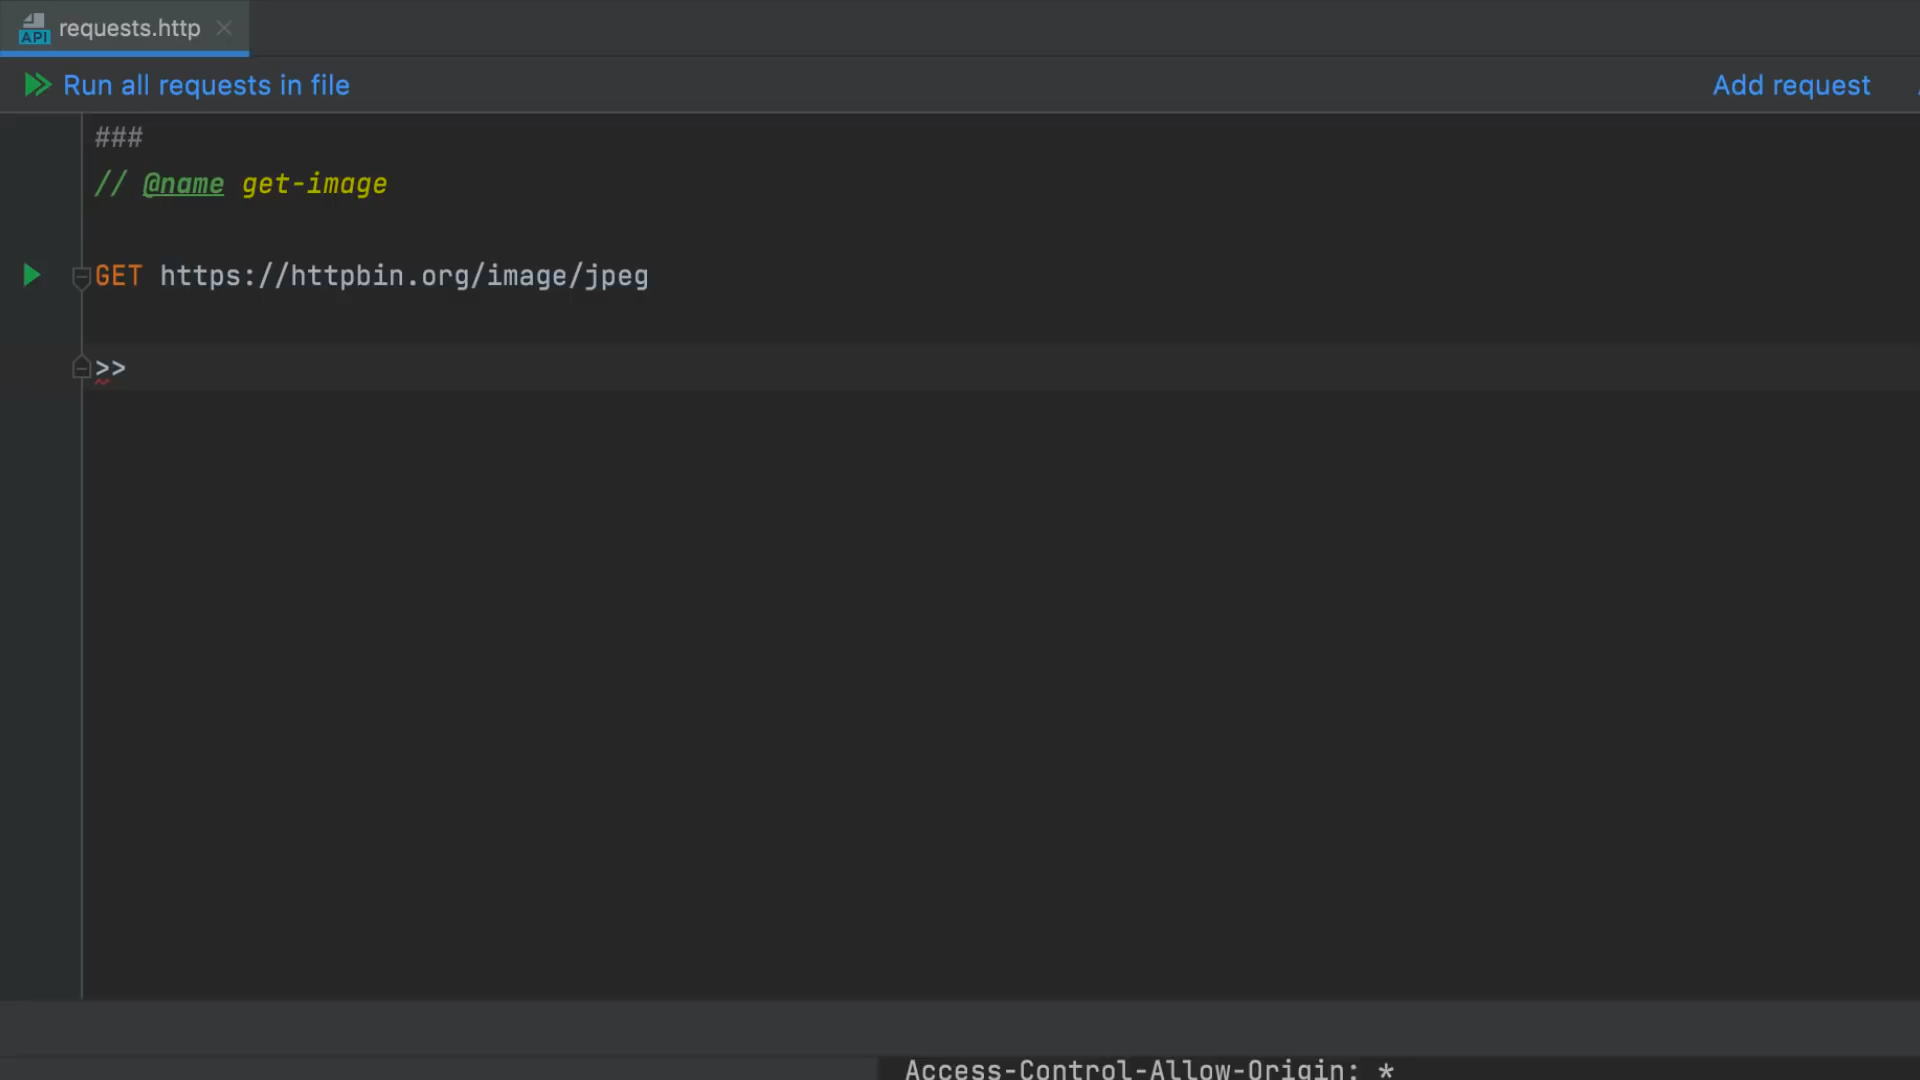 API requests.http
Run all requests in file
Add request
###
// @name get-image
GET https://httpbin.org/image/jpeg
>>
Access-Control-Allow-Origin: *